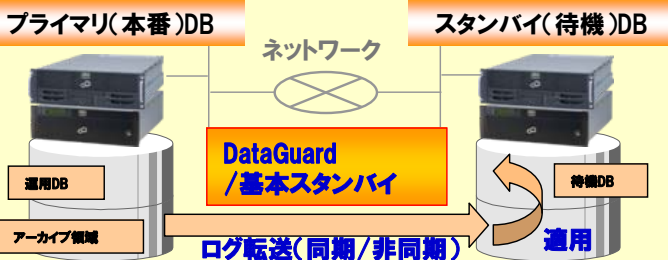 プライマリ(本番)DB
スタンバイ(待機)DB
ネットワーク
DataGuard
/基本スタンバイ
運用DB
待機DB
アーカイブ領域
ログ転送(同期/非同期)
適用